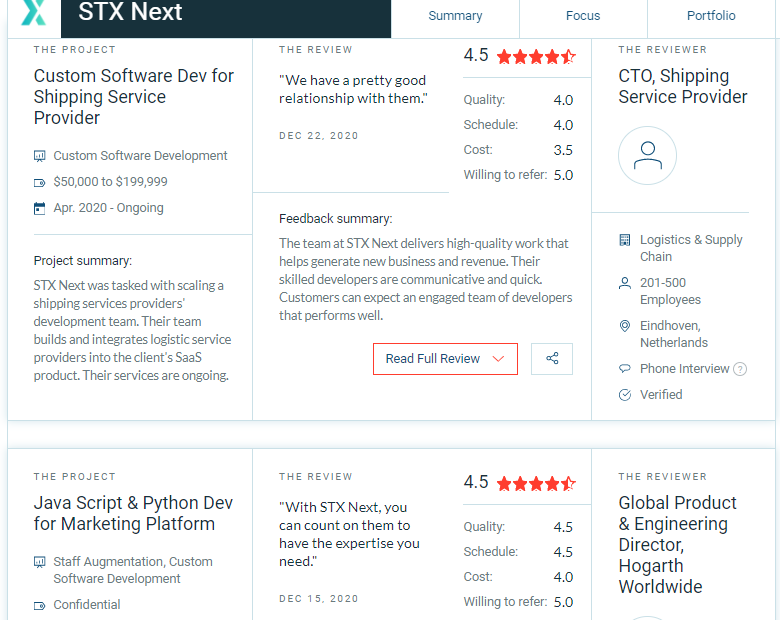 STX Next
Summary
Focus
Portfolio
THE PROJECT
Custom Software Dev for
Shipping Service
Provider
Custom Software Development
$50,000 to $199,999
Apr. 2020 - Ongoing
Project summary:
STX Next was tasked with scaling a
shipping services providers'
development team. Their team
builds and integrates logistic service
providers into the client's SaaS
product. Their services are ongoing.
THE REVIEW
"We have a pretty good
relationship with them."
DEC 22, 2020
4.5
Quality: 4.0
Schedule: 4.0
Cost: 3.5
Willing to refer: 5.0
Feedback summary:
The team at STX Next delivers high-quality work that
helps generate new business and revenue. Their
skilled developers are communicative and quick.
Customers can expect an engaged team of developers
that performs well.
Read Full Review
THE REVIEWER
CTO, Shipping
Service Provider
Logistics & Supply
Chain
201-500
Employees
Eindhoven,
Netherlands
Phone Interview ?
Verified
THE PROJECT
Java Script & Python Dev
for Marketing Platform
Staff Augmentation, Custom
Software Development
Confidential
THE REVIEW
"With STX Next, you
can count on them to
have the expertise you
need."
DEC 15, 2020
4.5
Quality: 4.5
Schedule: 4.5
Cost: 4.0
Willing to refer: 5.0
THE REVIEWER
Global Product
& Engineering
Director,
Hogarth
Worldwide